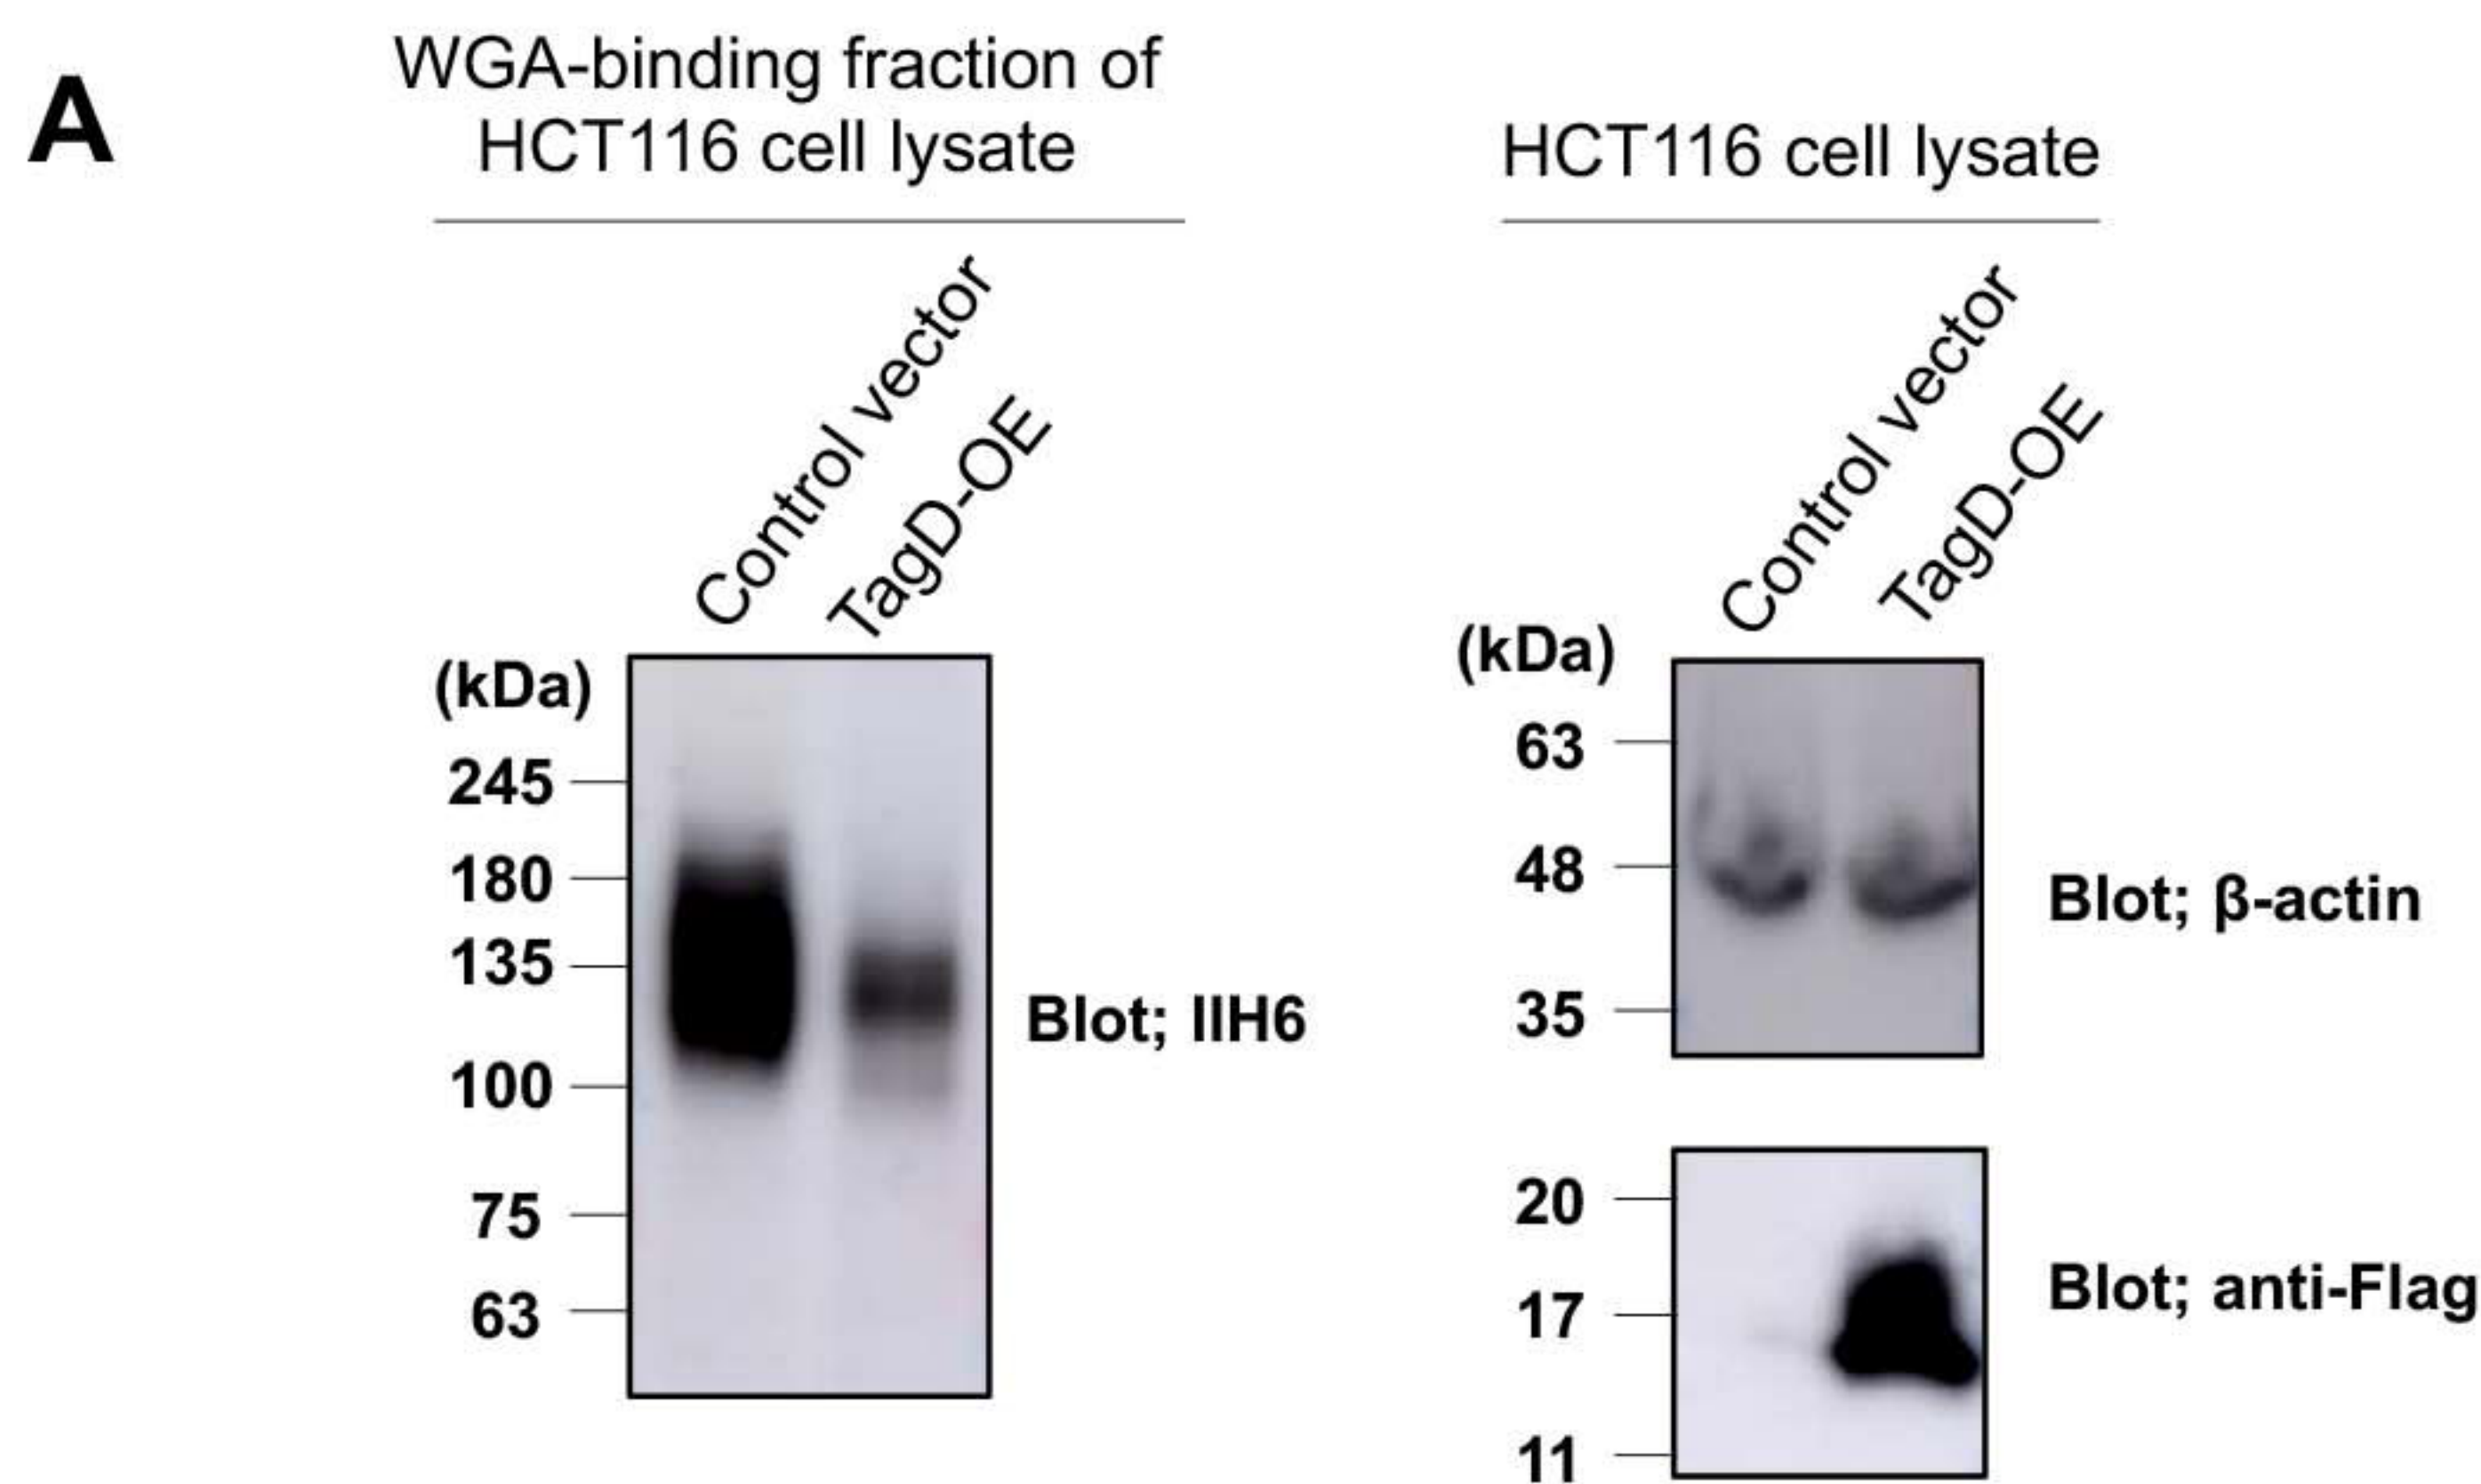 A
WGA-binding fraction of
HCT116 cell lysate
Control vector
TagD-OE
(kDa)
245
180
135
100
75
63
Blot; IIH6
HCT116 cell lysate
Control vector
TagD-OE
(kDa)
63
48
35
Blot; β-actin
20
17
11
Blot; anti-Flag